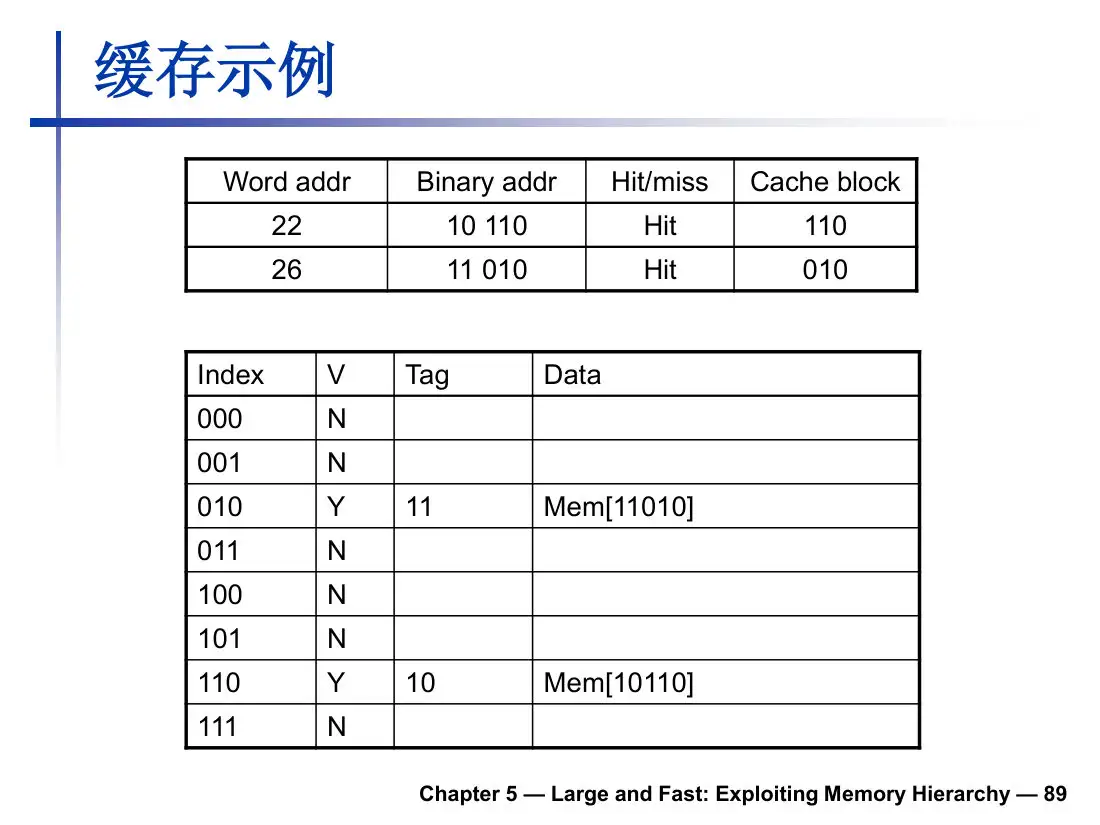 缓存示例
Word addr Binary addr Hit/miss Cache block
22 10 110 Hit 110
26 11 010 Hit 010
Index V Tag Data
000 N
001 N
010 Y 11 Mem[11010]
011 N
100 N
101 N
110 Y 10 Mem[10110]
111 N
Chapter 5 — Large and Fast: Exploiting Memory Hierarchy — 89